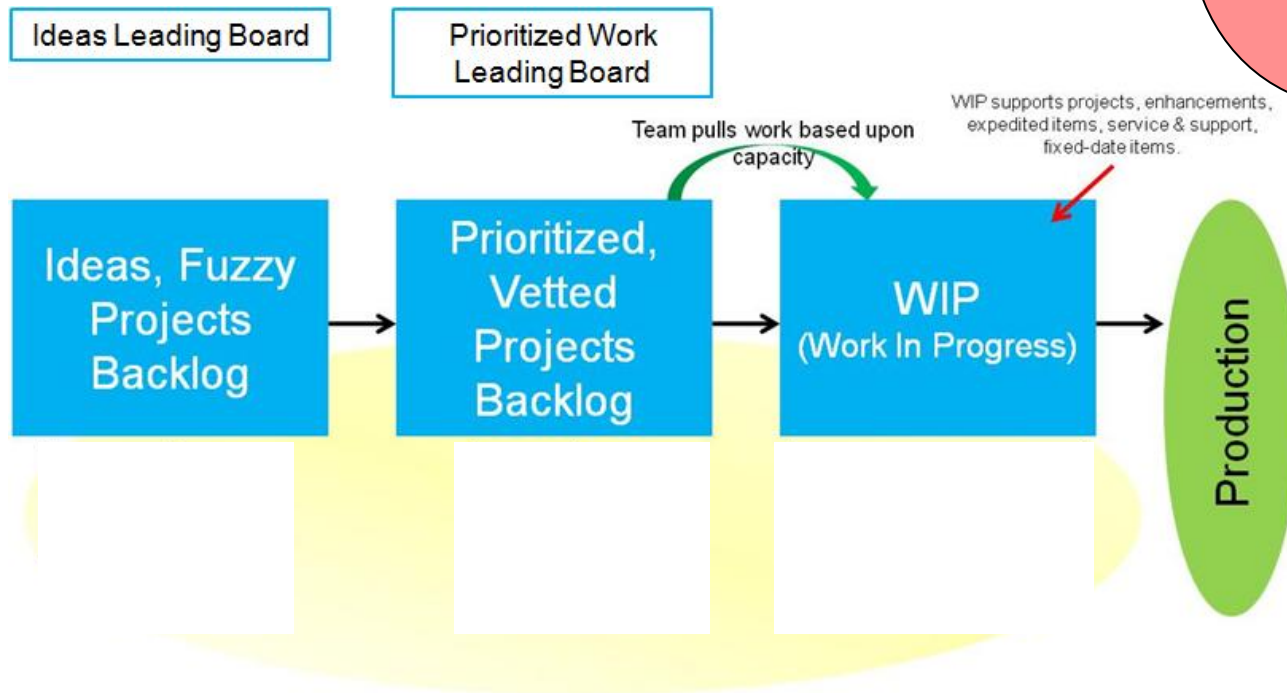 Ideas Leading Board
Prioritized Work
Leading Board
WIP supports projects, enhancements,
expedited items, service & support,
fixed-date items.
Team pulls work based upon
capacity
Ideas, Fuzzy
Projects
Backlog
Prioritized,
Vetted
Projects
Backlog
WIP
(Work In Progress)
Production